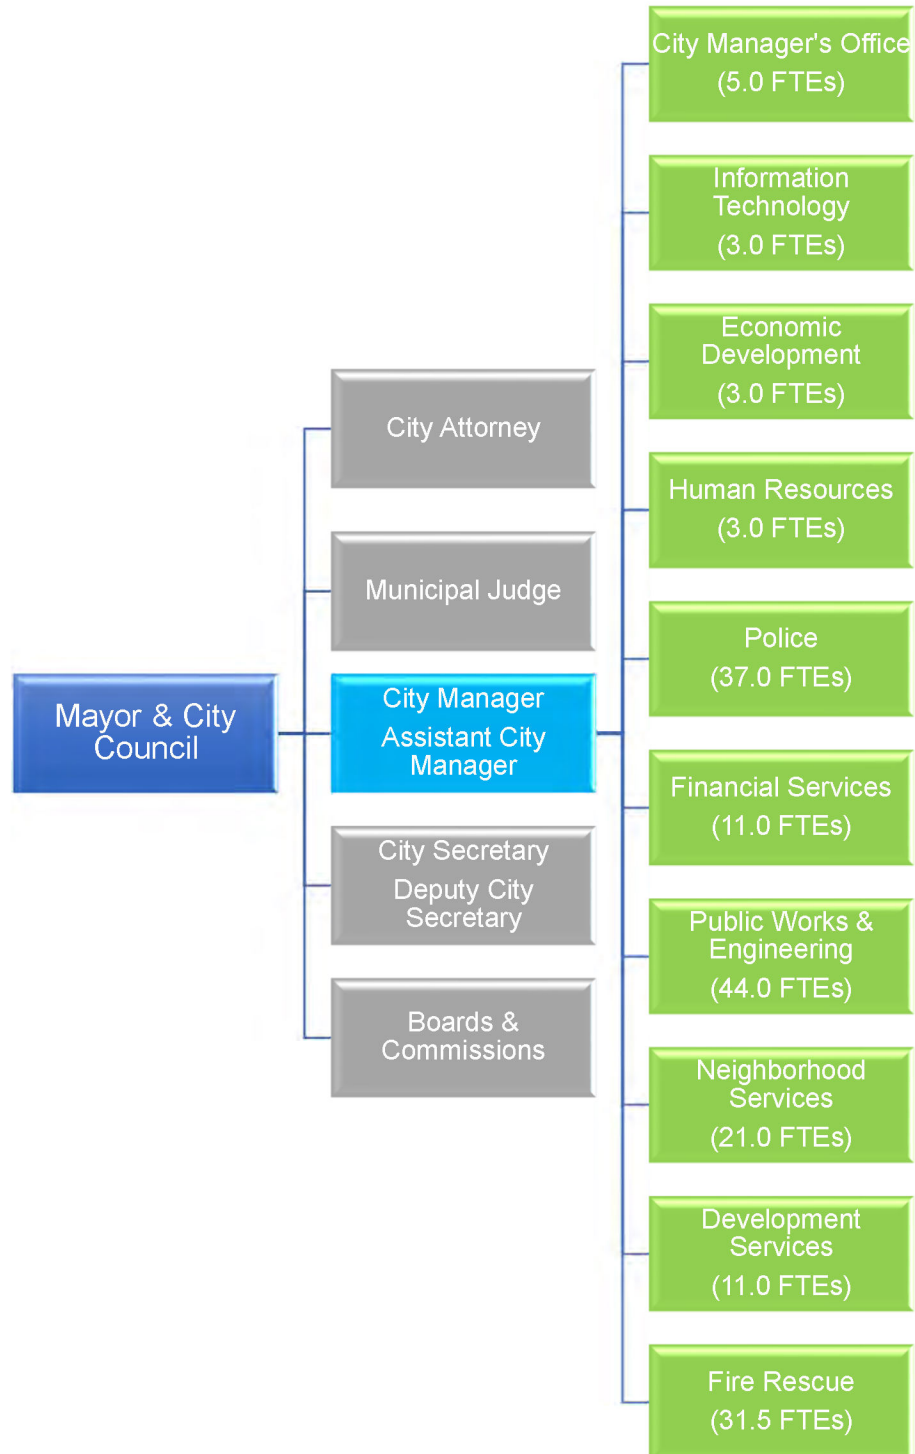 Mayor & City
Council
City Attorney
Municipal Judge
City Manager
Assistant City
Manager
City Secretary
Deputy City
Secretary
Boards &
Commissions
City Manager's Office
(5.0 FTEs)
Information
Technology
(3.0 FTEs)
Economic
Development
(3.0 FTEs)
Human Resources
(3.0 FTEs)
Police
(37.0 FTEs)
Financial Services
(11.0 FTEs)
Public Works &
Engineering
(44.0 FTEs)
Neighborhood
Services
(21.0 FTEs)
Development
Services
(11.0 FTEs)
Fire Rescue
(31.5 FTEs)